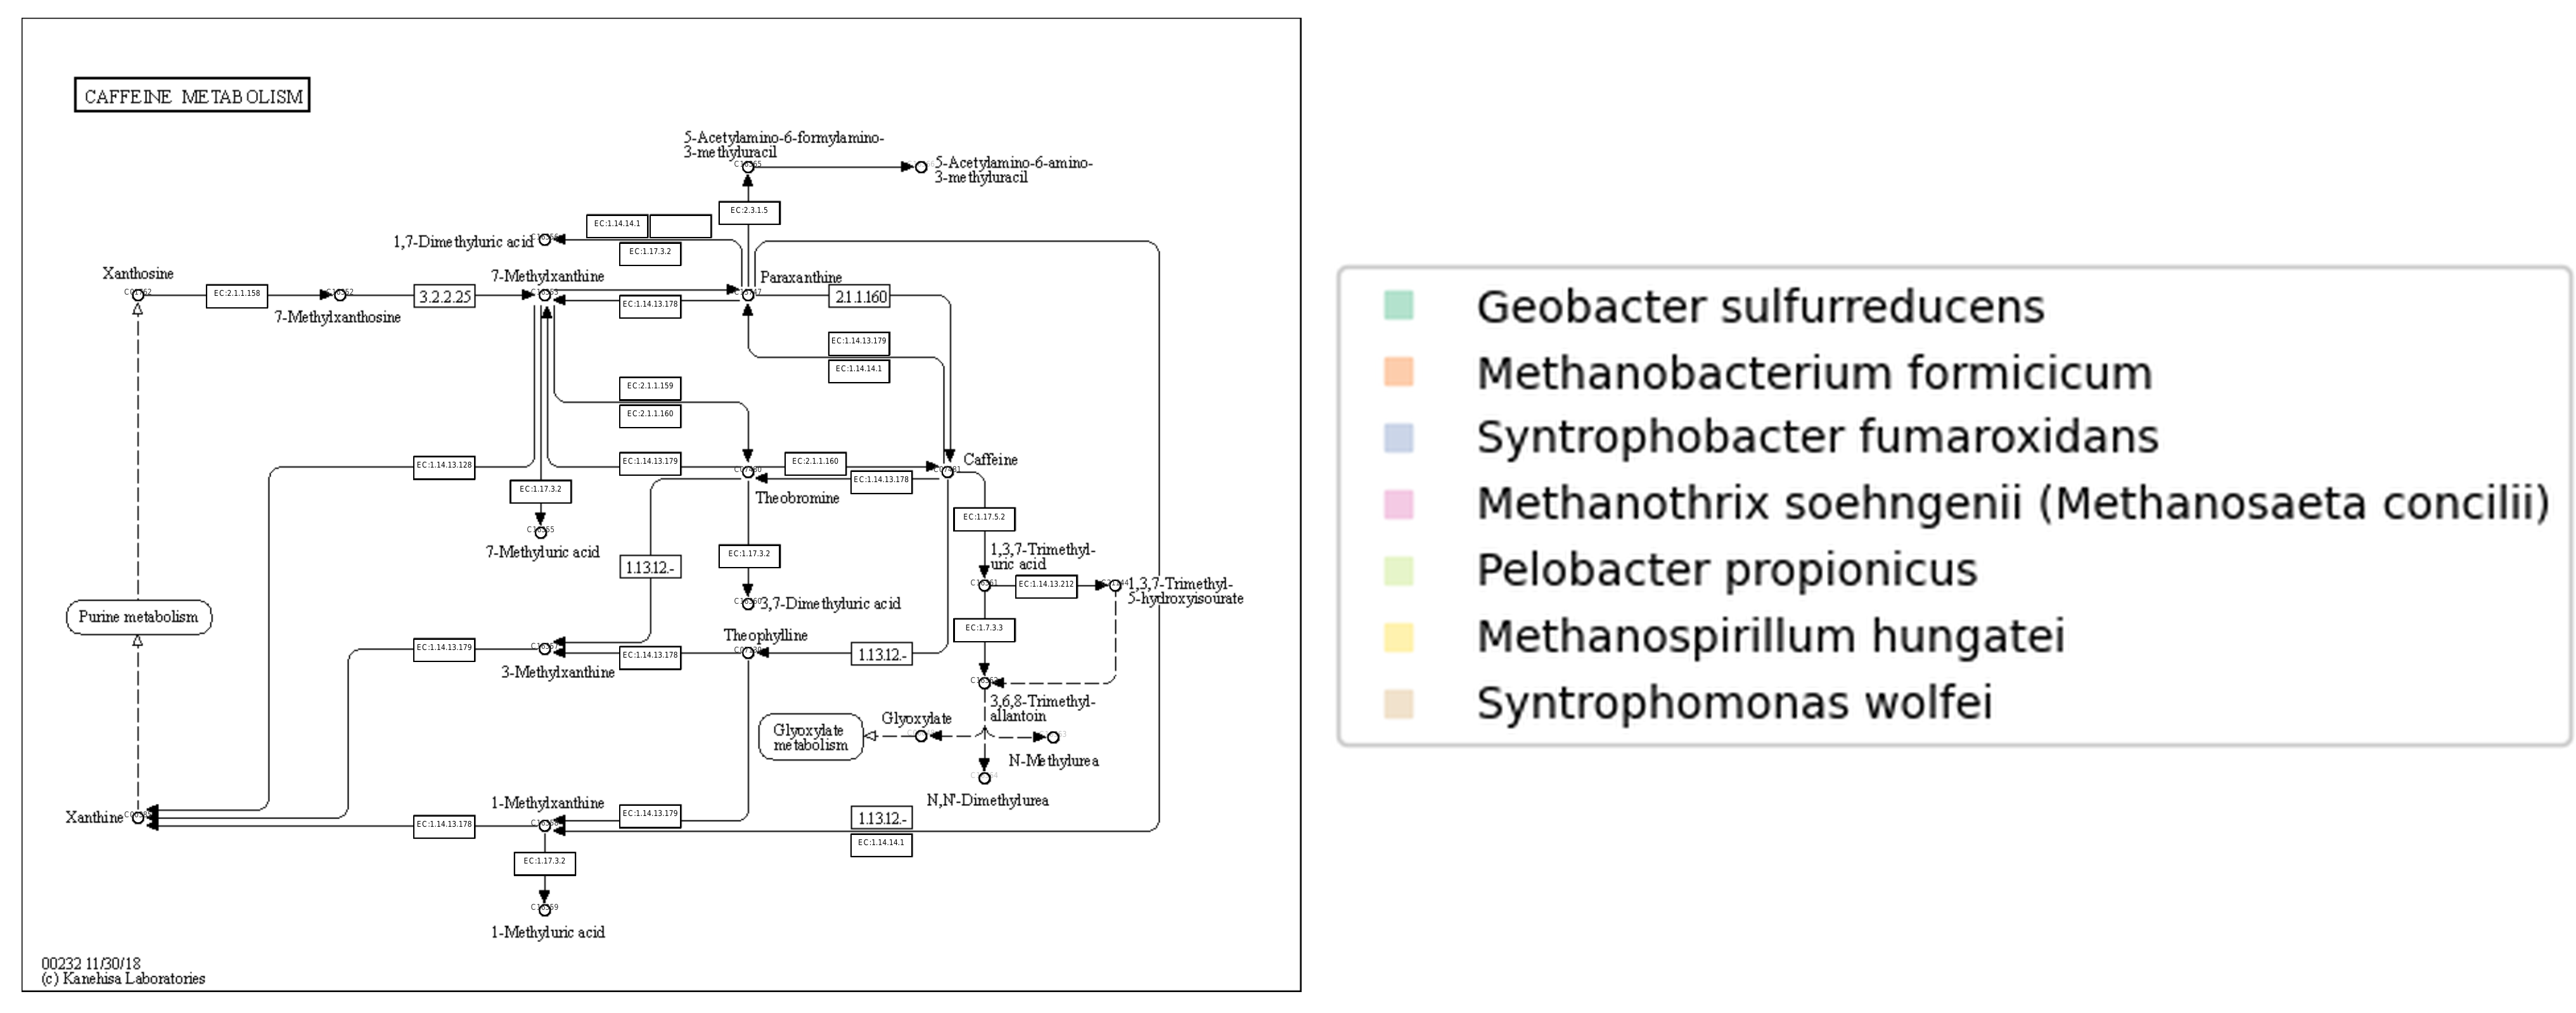 CAFFEINE METABOLISM
5-Acetylamino-6-formylamino-
3-methyluracil
5-Acetylamino-6-amino-
3-methyluracil
EC:2.3.1.5
EC:1.14.14.1
1,7-Dimethyluric acid
EC:1.17.3.2
Xanthosine
7-Methylxanthine
Paraxanthine
EC:2.1.1.158
3.2.2.25
EC:1.14.13.178
2.1.1.160
7-Methylxanthosine
EC:1.14.13.179
EC:1.14.14.1
EC:2.1.1.159
EC:2.1.1.160
EC:1.14.13.128
EC:1.14.13.179
EC:2.1.1.160
Caffeine
EC:1.14.13.178
EC:1.17.3.2
Theobromine
EC:1.17.5.2
7-Methyluric acid
1.13.12.-
EC:1.17.3.2
1,3,7-Trimethyl-
uric acid
EC:1.14.13.212
1,3,7-Trimethyl-
5-hydroxyisourate
3,7-Dimethyluric acid
Purine metabolism
Theophylline
EC:1.7.3.3
EC:1.14.13.179
EC:1.14.13.178
1.13.12.-
3-Methylxanthine
3,6,8-Trimethyl-
allantoin
Glyoxylate
Glyoxylate
metabolism
N-Methylurea
N,N'-Dimethylurea
1-Methylxanthine
Xanthine
EC:1.14.13.178
EC:1.14.13.179
1.13.12.-
EC:1.14.14.1
EC:1.17.3.2
1-Methyluric acid
00232 11/30/18
(c) Kanehisa Laboratories
Geobacter sulfurreducens
Methanobacterium formicicum
Syntrophobacter fumaroxidans
Methanothrix soehngenii (Methanosaeta concilii)
Pelobacter propionicus
Methanospirillum hungatei
Syntrophomonas wolfei